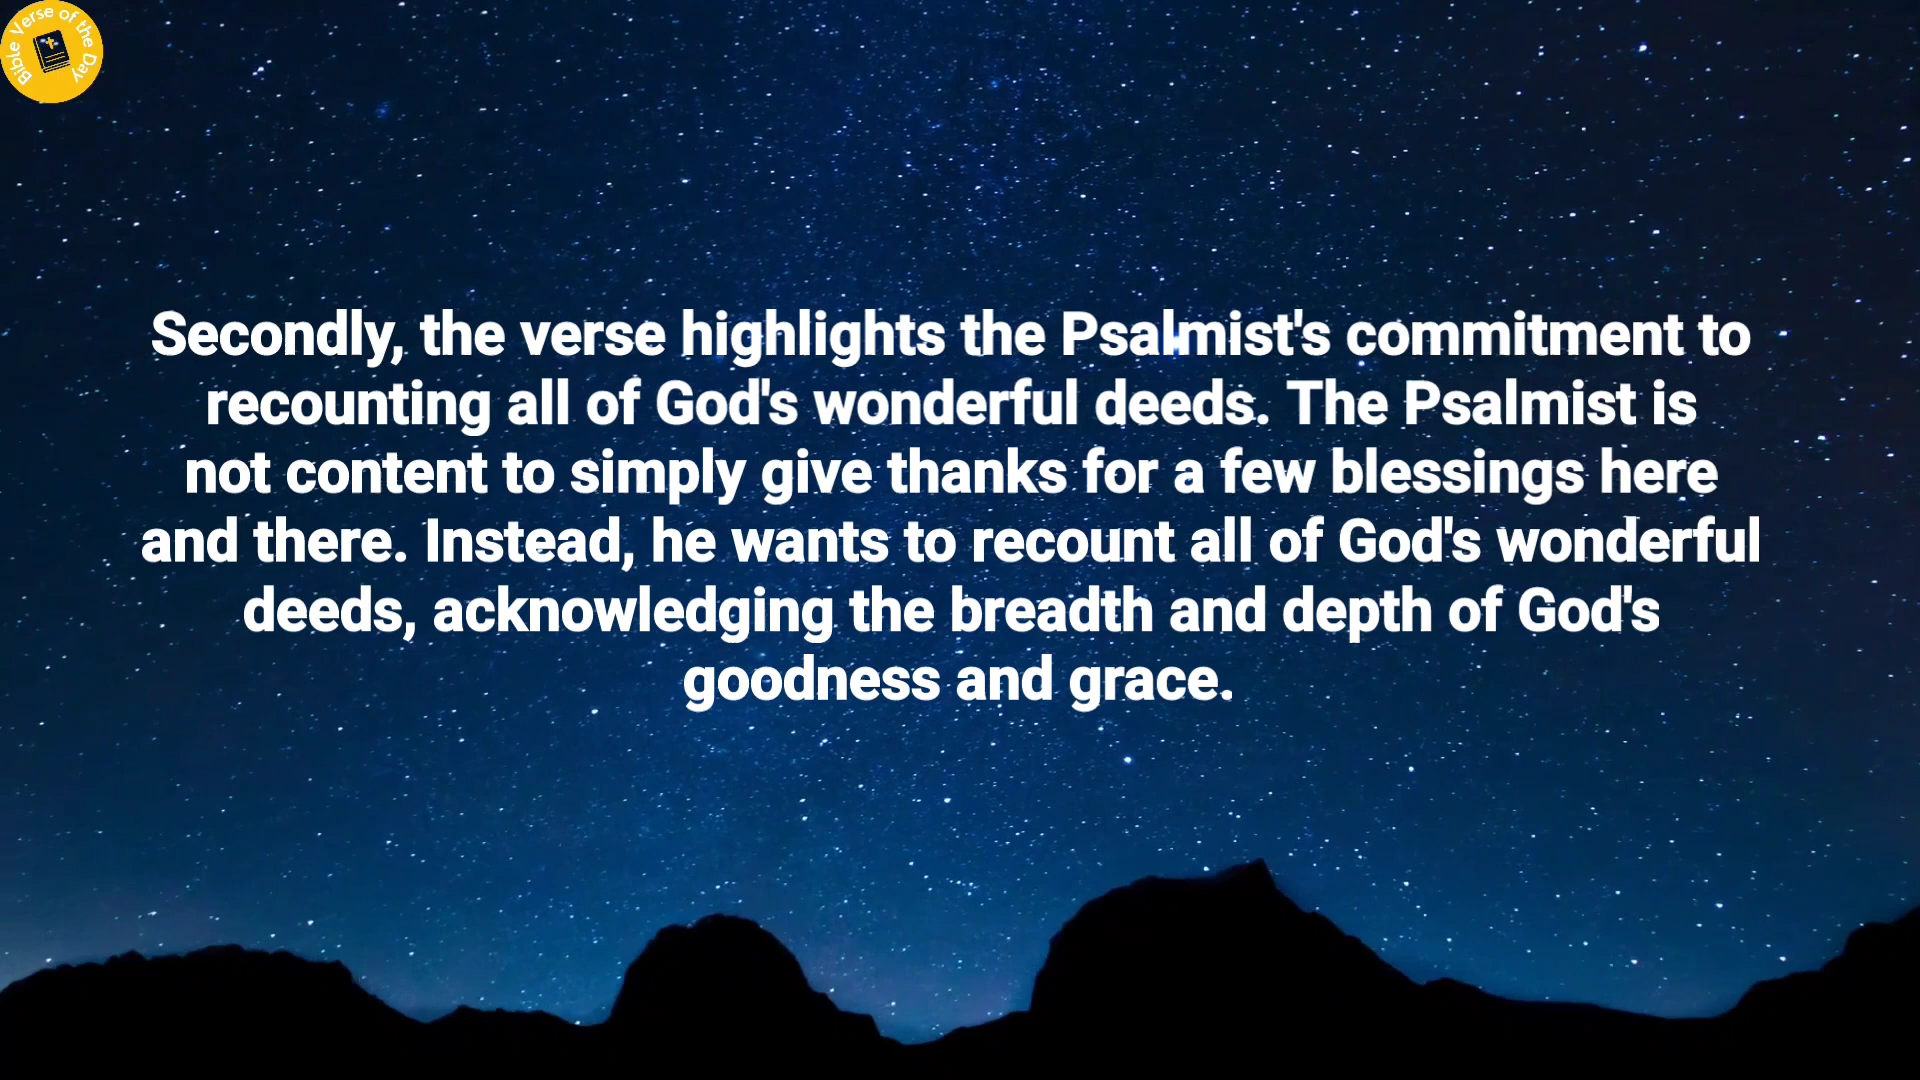 Bible Verse of the Day
Secondly, the verse highlights the Psalmist's commitment to
recounting all of God's wonderful deeds. The Psalmist is
not content to simply give thanks for a few blessings here
and there. Instead, he wants to recount all of God's wonderful
deeds, acknowledging the breadth and depth of God's
goodness and grace.